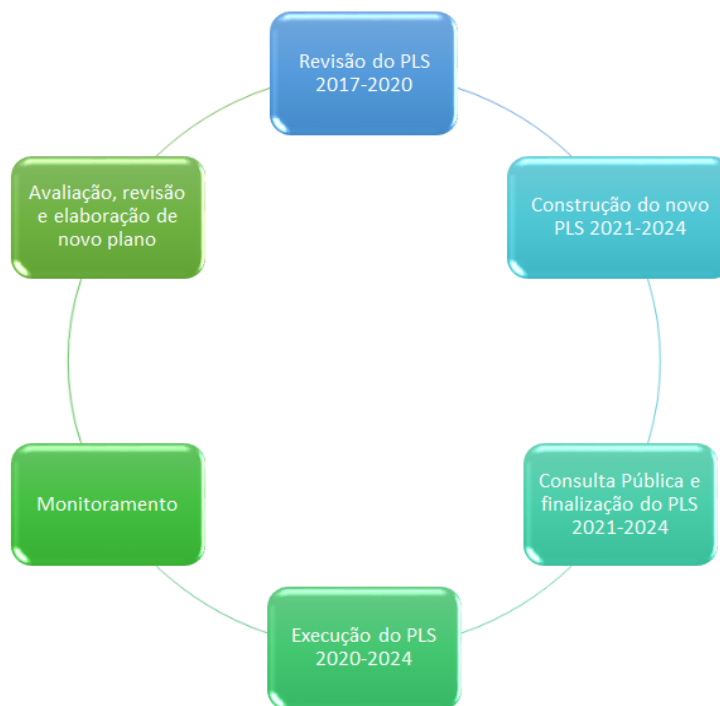 Revisão do PLS
2017-2020
Construção do novo
PLS 2021-2024
Consulta Pública e
finalização do PLS
2021-2024
Execução do PLS
2020-2024
Monitoramento
Avaliação, revisão
e elaboração de
novo plano